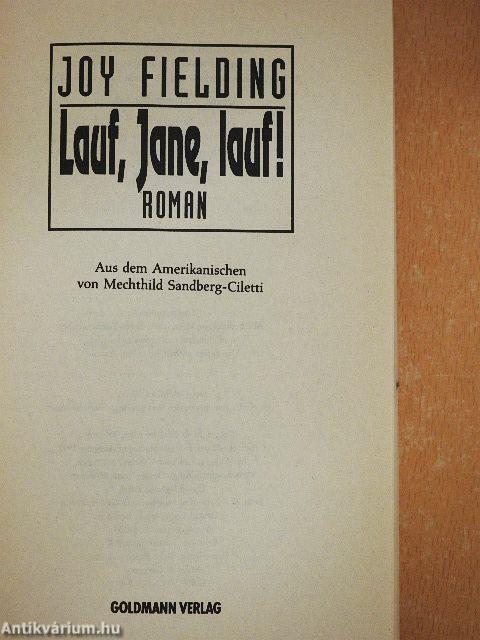 JOY FIELDING
Lauf, Jane, lauf!
ROMAN
Aus dem Amerikanischen
von Mechthild Sandberg-Ciletti
GOLDMANN VERLAG
Antikvárium.hu